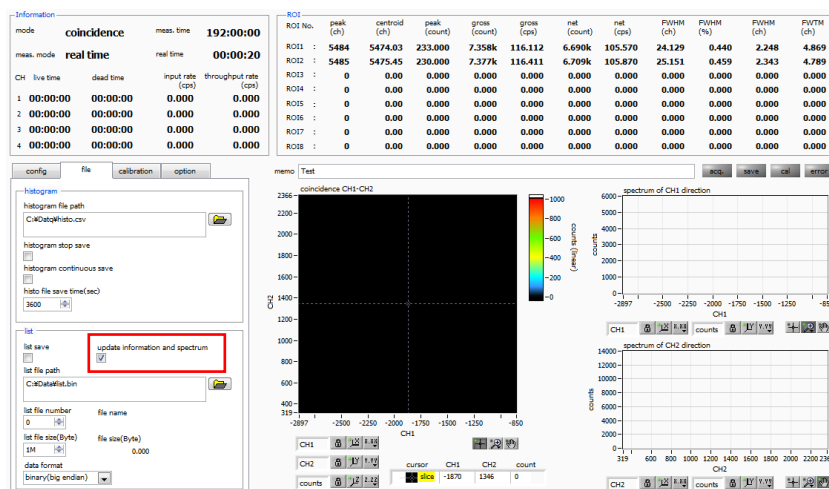 Information
mode coincidence meas. time 192:00:00
meas. mode real time real time 00:00:20
CH live time dead time input rate (cps) throughput rate (cps)
1 00:00:00 00:00:00 0.000 0.000
2 00:00:00 00:00:00 0.000 0.000
3 00:00:00 00:00:00 0.000 0.000
4 00:00:00 00:00:00 0.000 0.000
ROI
ROI No. peak (ch) centroid (ch) peak (count) gross (count) gross (cps) net (count) net (cps) FWHM (ch) FWHM (%) FWHM (ch) FWTM (ch)
ROI1 : 5484 5474.03 233.000 7.358k 116.112 6.690k 105.570 24.129 0.440 2.248 4.869
ROI2 : 5485 5475.45 230.000 7.377k 116.411 6.709k 105.870 25.151 0.459 2.343 4.789
ROI3 : 0 0.00 0.000 0.000 0.000 0.000 0.000 0.000 0.000 0.000 0.000
ROI4 : 0 0.00 0.000 0.000 0.000 0.000 0.000 0.000 0.000 0.000 0.000
ROI5 : 0 0.00 0.000 0.000 0.000 0.000 0.000 0.000 0.000 0.000 0.000
ROI6 : 0 0.00 0.000 0.000 0.000 0.000 0.000 0.000 0.000 0.000 0.000
ROI7 : 0 0.00 0.000 0.000 0.000 0.000 0.000 0.000 0.000 0.000 0.000
ROI8 : 0 0.00 0.000 0.000 0.000 0.000 0.000 0.000 0.000 0.000 0.000
config file calibration option
memo Test acq. save cal error
histogram
histogram file path
C:¥Datq¥histo.csv
histogram stop save
histogram continuous save
histo file save time(sec)
3600
list
list save update information and spectrum
list file path
C:¥Data¥list.bin
list file number file name
0
list file size(Byte) file size(Byte)
1M 0.000
data format
binary(big endian)
coincidence CH1-CH2
2366
2200
2000
1800
1600
1400
1200
1000
800
600
400
319
CH2
-2897 -2500 -2250 -2000 -1750 -1500 -1250 -850
CH1
1000
800
600
400
200
0
counts (linear)
CH1
CH2
counts
cursor CH1 CH2 count
slice -1870 1346 0
spectrum of CH1 direction
6000
5000
4000
3000
2000
1000
0
counts
-2897 -2500 -2250 -2000 -1750 -1500 -1250 -85
CH1
CH1 counts
spectrum of CH2 direction
14000
12000
10000
8000
6000
4000
2000
0
counts
319 600 800 1000 1200 1400 1600 1800 2000 2200 236
CH2
CH2 counts